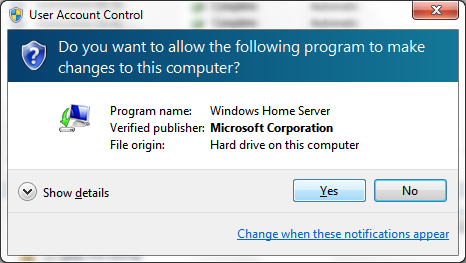 User Account Control
Do you want to allow the following program to make
changes to this computer?
Program name: Windows Home Server
Verified publisher: Microsoft Corporation
File origin: Hard drive on this computer
Show details
Yes No
Change when these notifications appear